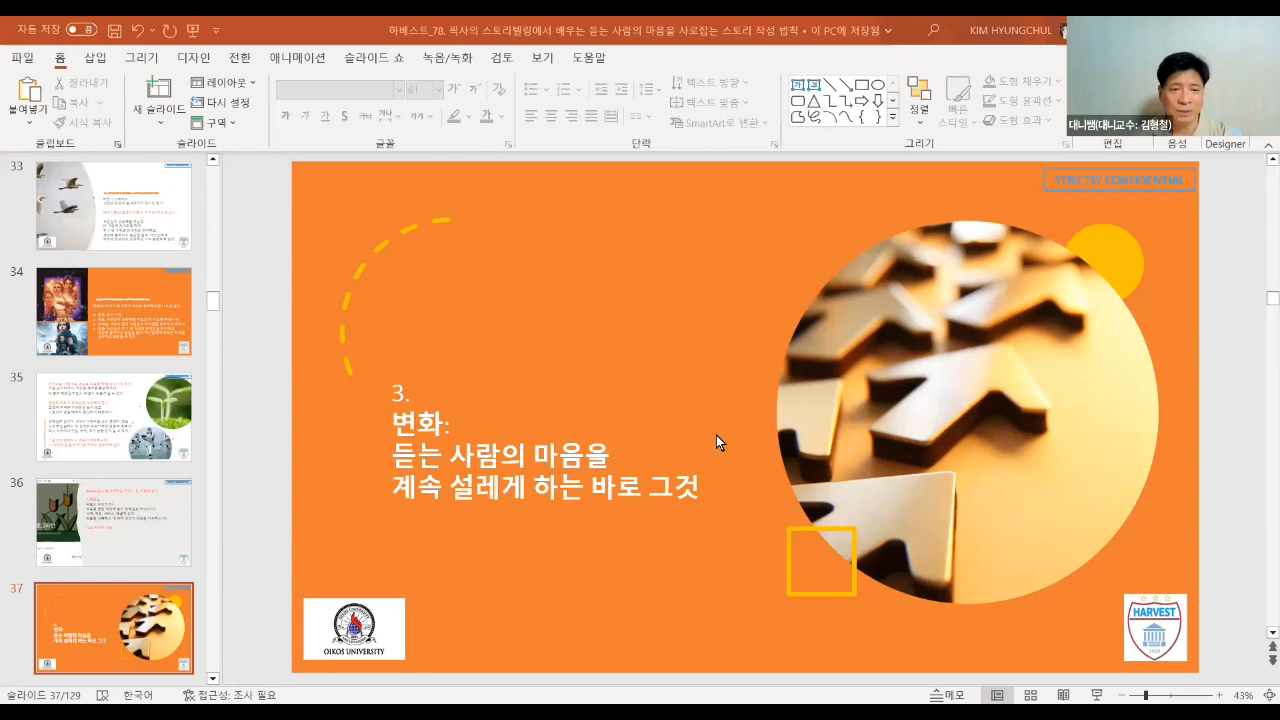 자동 저장
하베스트_78. 픽사의 스토리텔링에서 배우는 듣는 사람의 마음을 사로잡는 스토리 작성 법칙 • 이 PC에 저장됨
KIM HYUNGCHUL
파일 홈 삽입 그리기 디자인 전환 애니메이션 슬라이드 쇼 녹음/녹화 검토 보기 도움말
붙여넣기
잘라내기
복사
서식 복사
클립보드
새 슬라이드
레이아웃
다시 설정
구역
슬라이드
61
글꼴
텍스트 방향
텍스트 맞춤
SmartArt로 변환
단락
정렬
빠른 스타일
도형 채우기
도형 윤곽선
도형 효과
그리기
편집
음성
Designer
대니쌤(대니교수: 김형철)
33
34
35
36
37
STRICTLY CONFIDENTIAL
3.
변화:
듣는 사람의 마음을
계속 설레게 하는 바로 그것
OIKOS UNIVERSITY
HARVEST
슬라이드 37/129
한국어
접근성: 조사 필요
메모
43%